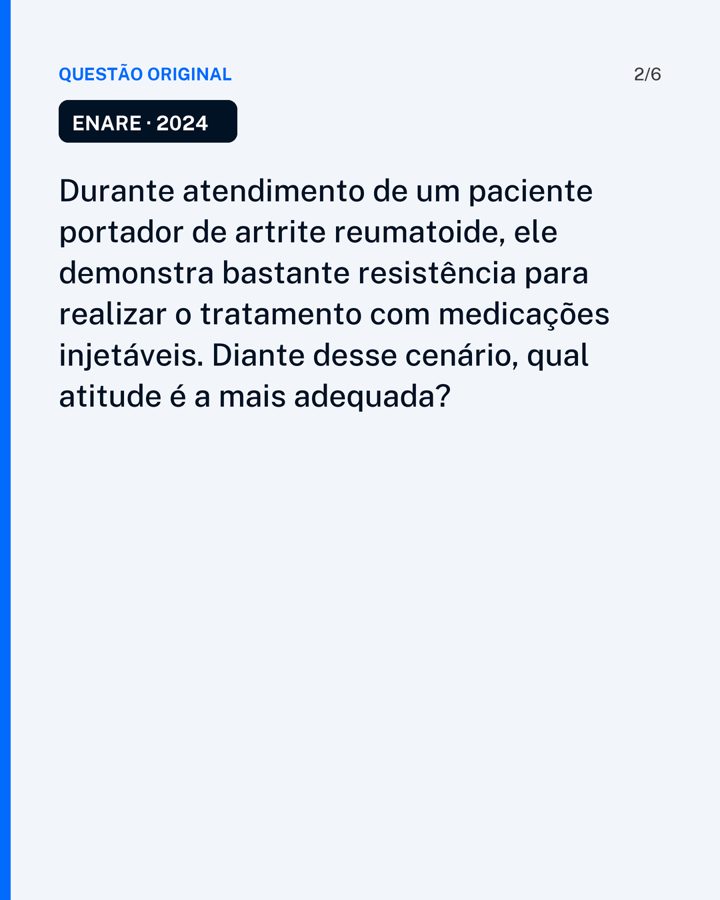 QUESTÃO ORIGINAL
2/6
ENARE · 2024
Durante atendimento de um paciente
portador de artrite reumatoide, ele
demonstra bastante resistência para
realizar o tratamento com medicações
injetáveis. Diante desse cenário, qual
atitude é a mais adequada?